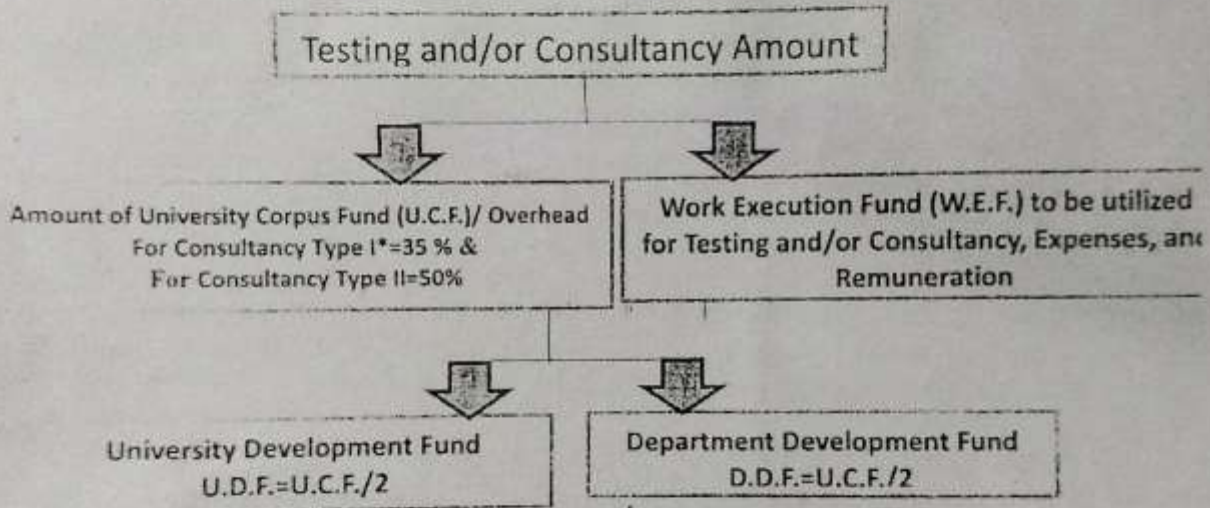 Testing and/or Consultancy Amount
Amount of University Corpus Fund (U.C.F.)/ Overhead
For Consultancy Type I*=35 % &
For Consultancy Type II=50%
Work Execution Fund (W.E.F.) to be utilized
for Testing and/or Consultancy, Expenses, and
Remuneration
University Development Fund
U.D.F.=U.C.F./2
Department Development Fund
D.D.F.=U.C.F./2